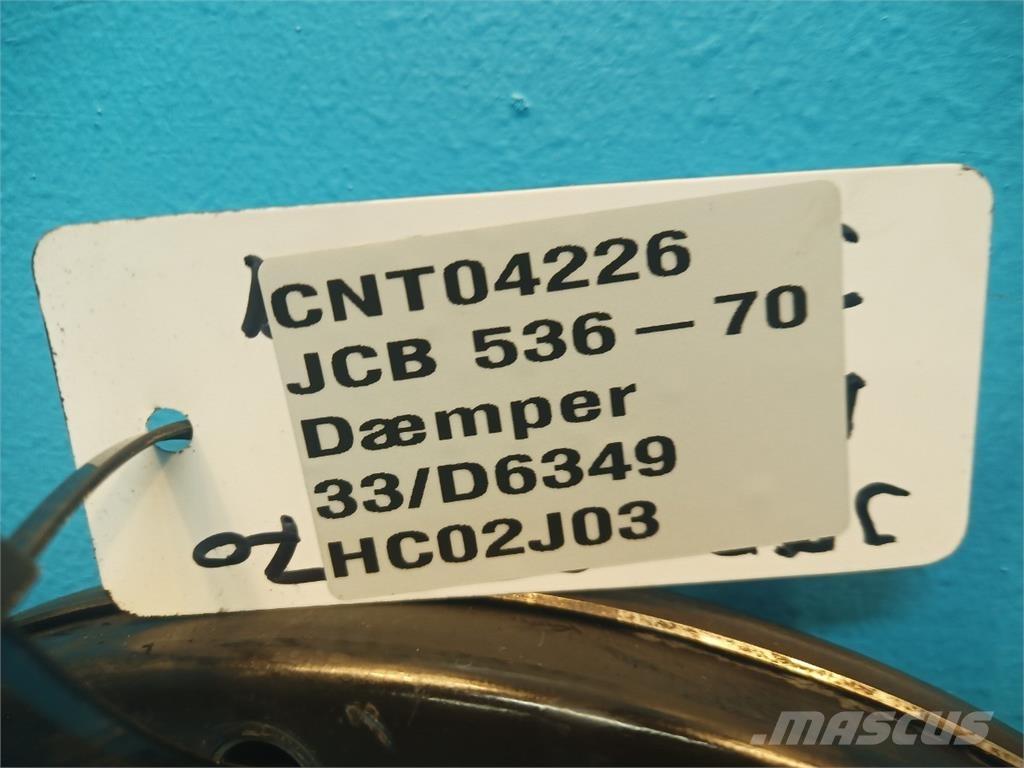 CNT04226
JCB 536-70
Dæmper
33/D6349
HC02J03
MASCUS